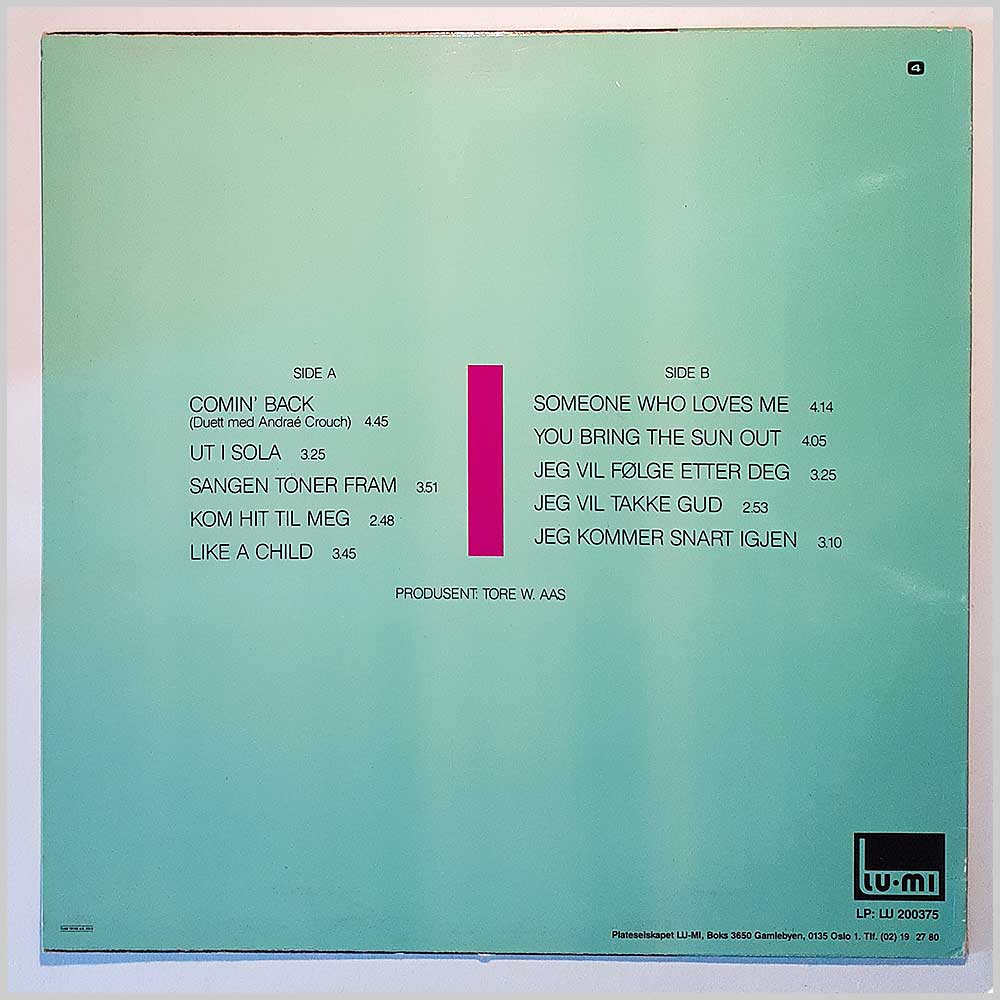 4
SIDE A
COMIN' BACK
(Duett med Andraé Crouch) 4.45
UT I SOLA 3.25
SANGEN TONER FRAM 3.51
KOM HIT TIL MEG 2.48
LIKE A CHILD 3.45
SIDE B
SOMEONE WHO LOVES ME 4.14
YOU BRING THE SUN OUT 4.05
JEG VIL FØLGE ETTER DEG 3.25
JEG VIL TAKKE GUD 2.53
JEG KOMMER SNART IGJEN 3.10
PRODUSENT: TORE W. AAS
LU·MI
LP: LU 200375
Plateselskapet LU-MI, Boks 3650 Gamlebyen, 0135 Oslo 1. Tlf. (02) 19 27 80